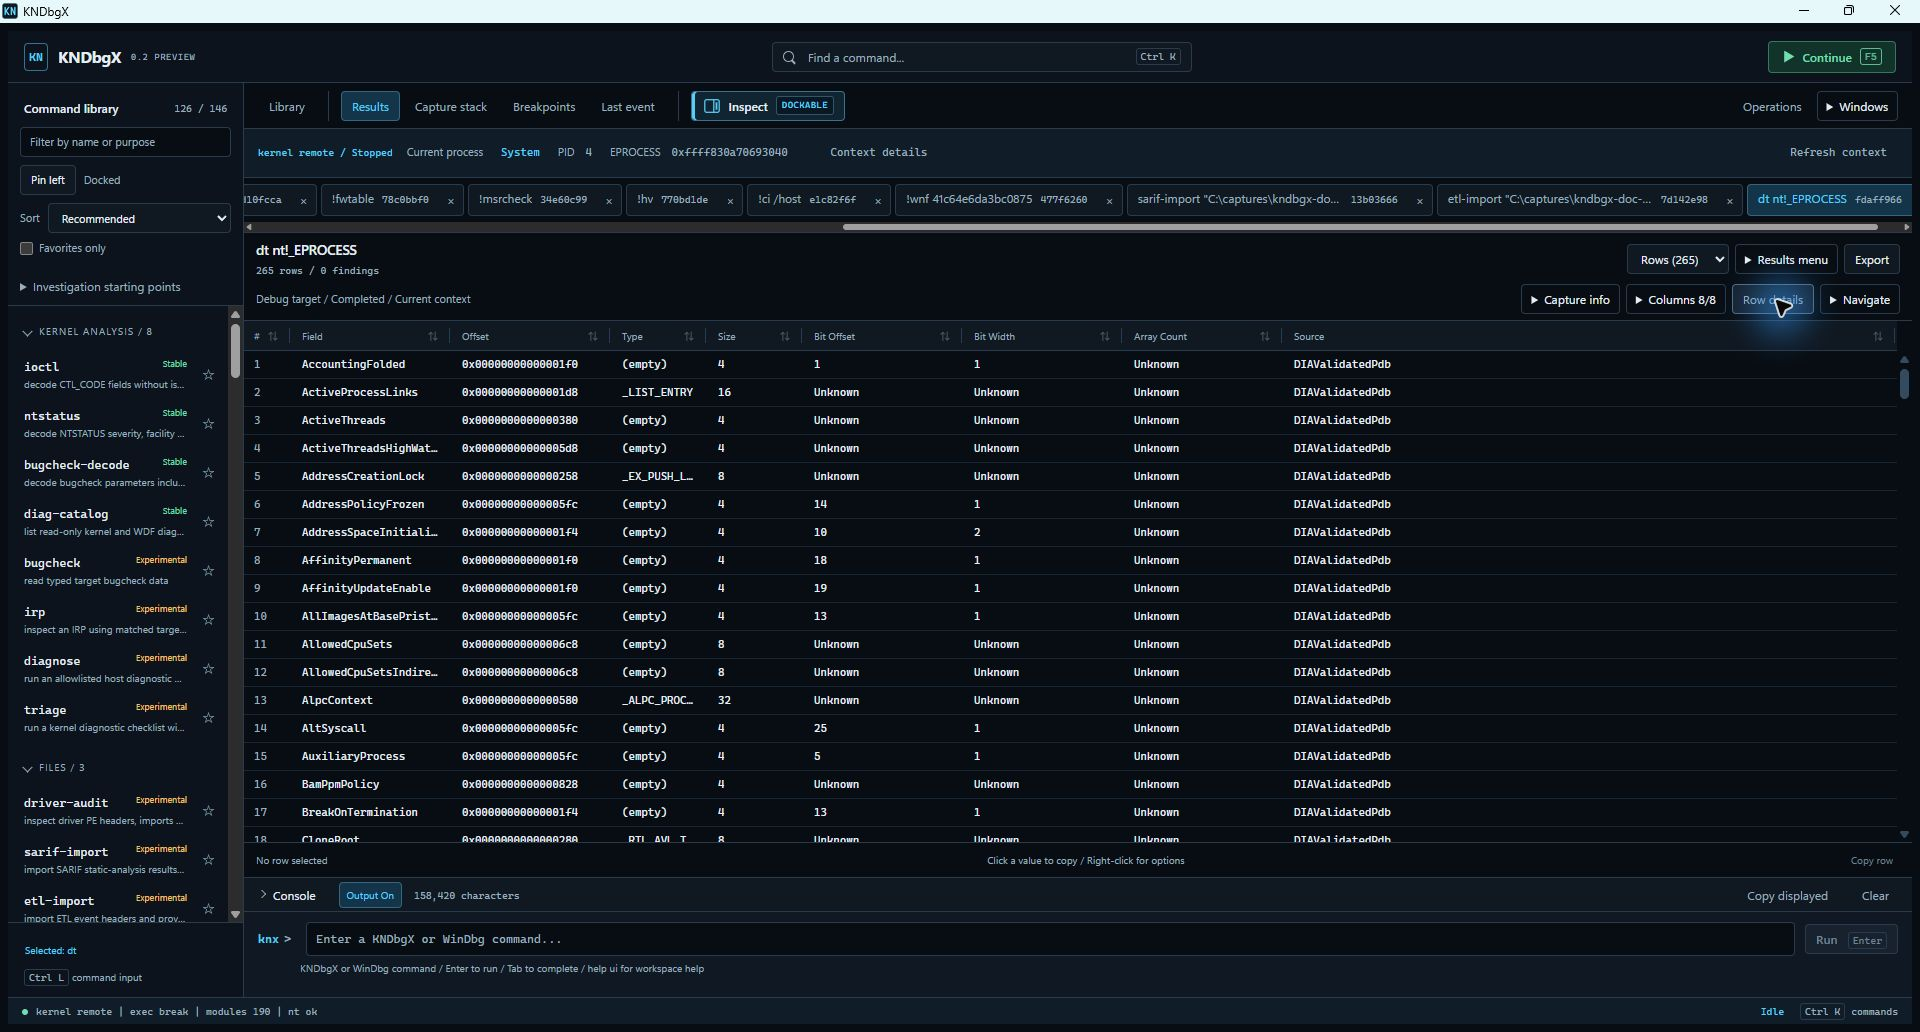 KNDbgX
KN KNDbgX 0.2 PREVIEW
Find a command... Ctrl K
Continue F5
Command library 126 / 146
Filter by name or purpose
Pin left Docked
Sort Recommended
Favorites only
Investigation starting points
KERNEL ANALYSIS / 8
ioctl Stable
decode CTL_CODE fields without is...
ntstatus Stable
decode NTSTATUS severity, facility ...
bugcheck-decode Stable
decode bugcheck parameters inclu...
diag-catalog Stable
list read-only kernel and WDF diag...
bugcheck Experimental
read typed target bugcheck data
irp Experimental
inspect an IRP using matched targe...
diagnose Experimental
run an allowlisted host diagnostic ...
triage Experimental
run a kernel diagnostic checklist wi...
FILES / 3
driver-audit Experimental
inspect driver PE headers, imports ...
sarif-import Experimental
import SARIF static-analysis results...
etl-import Experimental
import ETL event headers and prov...
Selected: dt
Ctrl L command input
Library Results Call stack Breakpoints Last event Inspect DOCKABLE Operations Windows
kernel remote / Stopped Current process System PID 4 EPROCESS 0xffff830a70693040 Context details Refresh context
!fwtable 78c0bbf0 × !msrcheck 34e60c99 × !hv 770bd1de × !ci /host e1c82f6f × !wnf 41c64e6da3bc0875 477f6260 × sarif-import "C:\captures\kndbgx-do... 13b03666 × etl-import "C:\captures\kndbgx-doc-... 7d142e98 × dt nt!_EPROCESS fdaff966
dt nt!_EPROCESS
265 rows / 0 findings
Rows (265) Results menu Export
Debug target / Completed / Current context
Capture info Columns 8/8 Row details Navigate
# Field Offset Type Size Bit Offset Bit Width Array Count Source
1 AccountingFolded 0x00000000000001f0 (empty) 4 1 1 Unknown DIAValidatedPdb
2 ActiveProcessLinks 0x00000000000001d8 _LIST_ENTRY 16 Unknown Unknown Unknown DIAValidatedPdb
3 ActiveThreads 0x0000000000000380 (empty) 4 Unknown Unknown Unknown DIAValidatedPdb
4 ActiveThreadsHighWat... 0x00000000000005d8 (empty) 4 Unknown Unknown Unknown DIAValidatedPdb
5 AddressCreationLock 0x0000000000000258 _EX_PUSH_L... 8 Unknown Unknown Unknown DIAValidatedPdb
6 AddressPolicyFrozen 0x00000000000005fc (empty) 4 14 1 Unknown DIAValidatedPdb
7 AddressSpaceInitiali... 0x00000000000001f4 (empty) 4 10 2 Unknown DIAValidatedPdb
8 AffinityPermanent 0x00000000000001f0 (empty) 4 18 1 Unknown DIAValidatedPdb
9 AffinityUpdateEnable 0x00000000000001f0 (empty) 4 19 1 Unknown DIAValidatedPdb
10 AllImagesAtBasePrist... 0x00000000000005fc (empty) 4 13 1 Unknown DIAValidatedPdb
11 AllowedCpuSets 0x00000000000006c8 (empty) 8 Unknown Unknown Unknown DIAValidatedPdb
12 AllowedCpuSetsIndire... 0x00000000000006c8 (empty) 8 Unknown Unknown Unknown DIAValidatedPdb
13 AlpcContext 0x0000000000000580 _ALPC_PROC... 32 Unknown Unknown Unknown DIAValidatedPdb
14 AltSyscall 0x00000000000005fc (empty) 4 25 1 Unknown DIAValidatedPdb
15 AuxiliaryProcess 0x00000000000005fc (empty) 4 5 1 Unknown DIAValidatedPdb
16 BamPpmPolicy 0x0000000000000828 (empty) 4 Unknown Unknown Unknown DIAValidatedPdb
17 BreakOnTermination 0x00000000000001f4 (empty) 4 13 1 Unknown DIAValidatedPdb
18 CloneRoot 0x0000000000000280 8 Unknown Unknown Unknown DIAValidatedPdb
No row selected Click a value to copy / Right-click for options Copy row
Console Output On 158,420 characters Copy displayed Clear
knx > Enter a KNDbgX or WinDbg command... Run Enter
KNDbgX or WinDbg command / Enter to run / Tab to complete / help ui for workspace help
kernel remote | exec break | modules 190 | nt ok
Idle Ctrl K commands